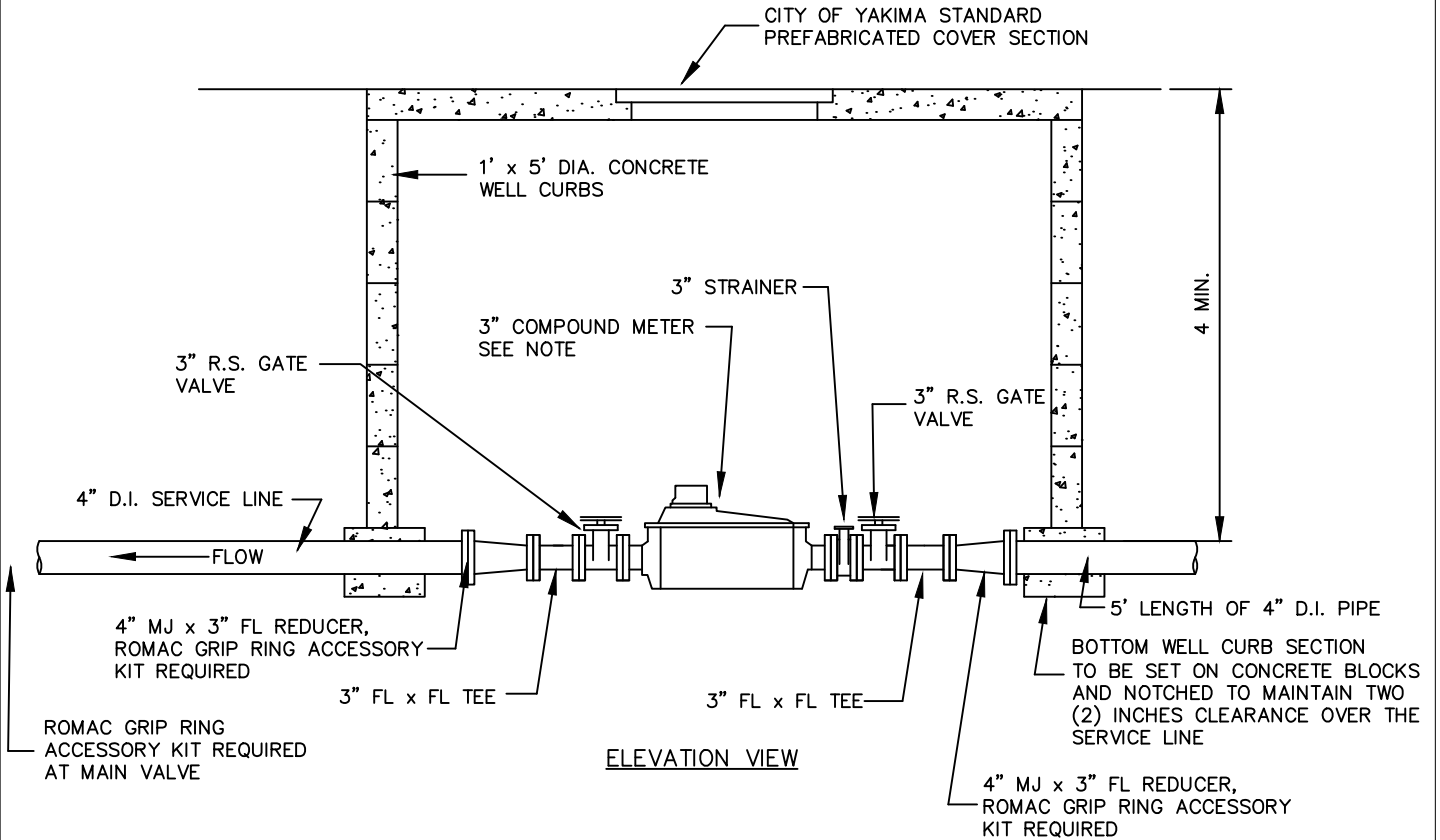 CITY OF YAKIMA STANDARD
PREFABRICATED COVER SECTION
1' x 5' DIA. CONCRETE
WELL CURBS
3" STRAINER
3" COMPOUND METER
SEE NOTE
3" R.S. GATE
VALVE
3" R.S. GATE
VALVE
4 MIN.
4" D.I. SERVICE LINE
FLOW
5' LENGTH OF 4" D.I. PIPE
4" MJ x 3" FL REDUCER,
ROMAC GRIP RING ACCESSORY
KIT REQUIRED
3" FL x FL TEE
3" FL x FL TEE
BOTTOM WELL CURB SECTION
TO BE SET ON CONCRETE BLOCKS
AND NOTCHED TO MAINTAIN TWO
(2) INCHES CLEARANCE OVER THE
SERVICE LINE
ROMAC GRIP RING
ACCESSORY KIT REQUIRED
AT MAIN VALVE
ELEVATION VIEW
4" MJ x 3" FL REDUCER,
ROMAC GRIP RING ACCESSORY
KIT REQUIRED